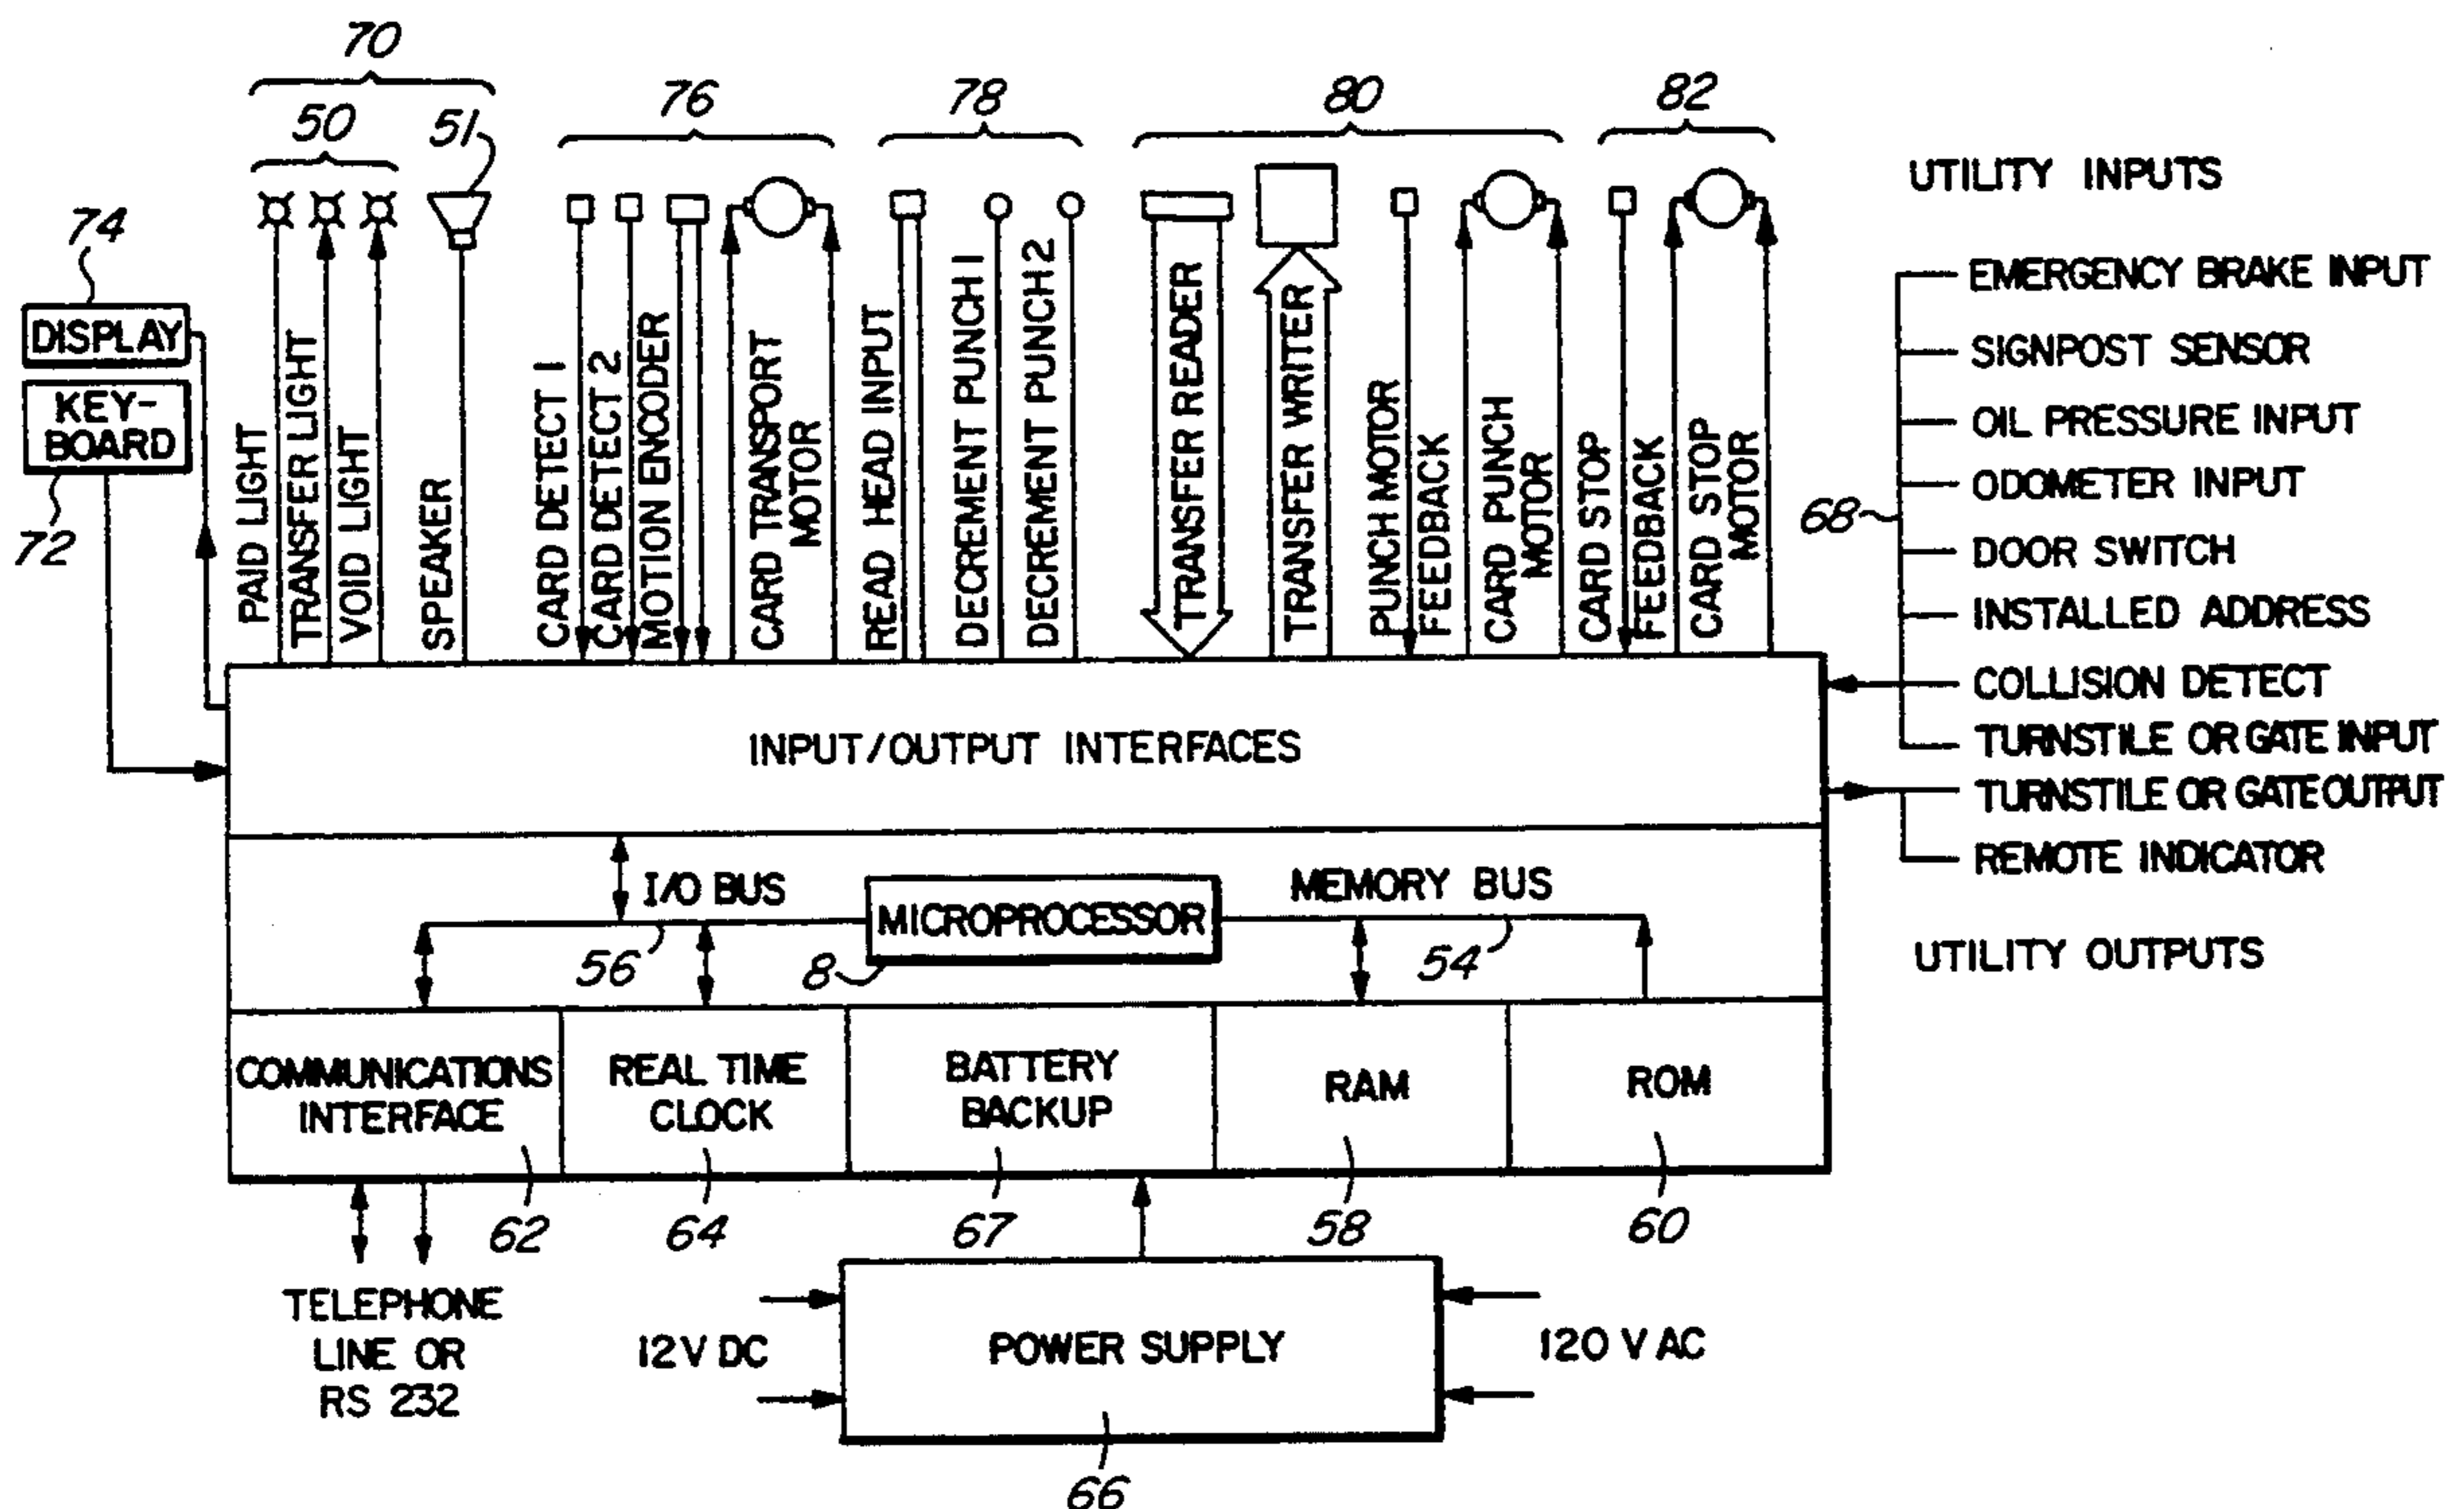 70
50
51
76
78
80
82
UTILITY INPUTS
74
DISPLAY
KEY-
BOARD
72
PAID LIGHT
TRANSFER LIGHT
VOID LIGHT
SPEAKER
CARD DETECT 1
CARD DETECT 2
MOTION ENCODER
CARD TRANSPORT
MOTOR
READ HEAD INPUT
DECREMENT PUNCH 1
DECREMENT PUNCH 2
TRANSFER READER
TRANSFER WRITER
PUNCH MOTOR
FEEDBACK
CARD PUNCH
MOTOR
CARD STOP
FEEDBACK
CARD STOP
MOTOR
68
EMERGENCY BRAKE INPUT
SIGNPOST SENSOR
OIL PRESSURE INPUT
ODOMETER INPUT
DOOR SWITCH
INSTALLED ADDRESS
COLLISION DETECT
TURNSTILE OR GATE INPUT
TURNSTILE OR GATE OUTPUT
REMOTE INDICATOR
UTILITY OUTPUTS
INPUT/OUTPUT INTERFACES
I/O BUS
56
MICROPROCESSOR
8
MEMORY BUS
54
COMMUNICATIONS
INTERFACE
REAL TIME
CLOCK
BATTERY
BACKUP
RAM
ROM
62
64
67
58
60
TELEPHONE
LINE OR
RS 232
12V DC
POWER SUPPLY
120 V AC
66